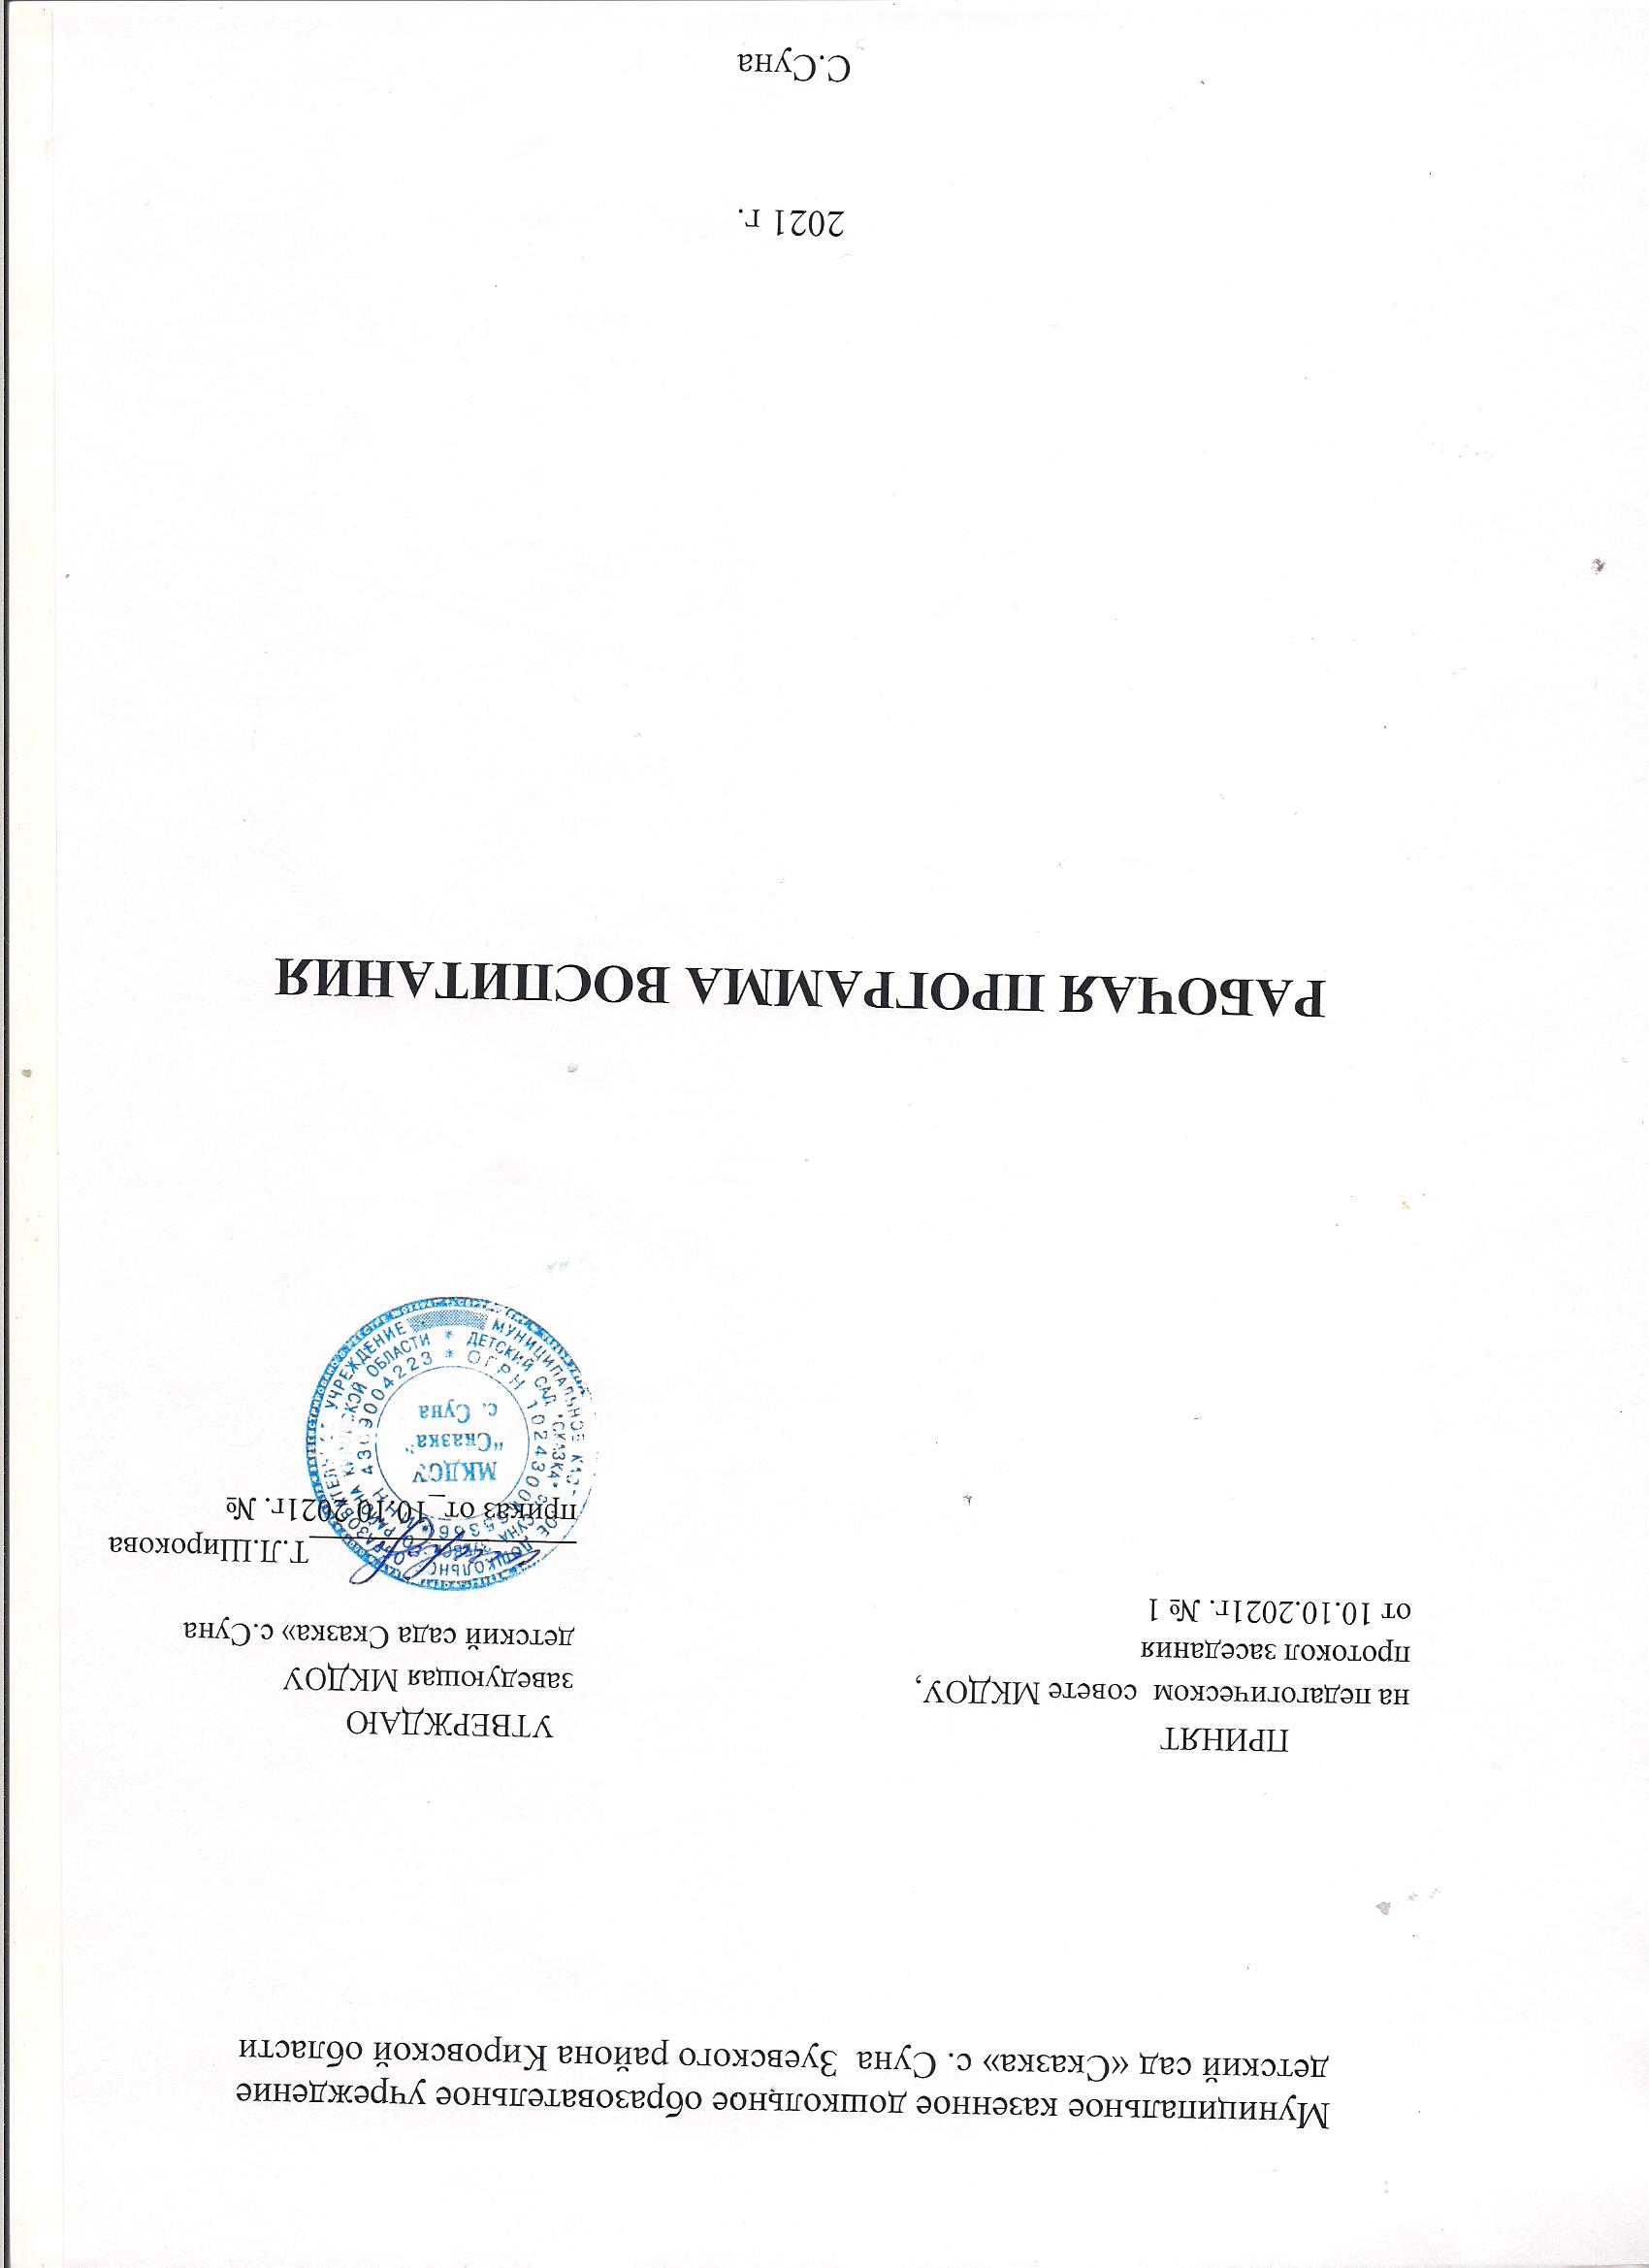 Муниципальное казенное дошкольное образовательное учреждение
детский сад «Сказка» с. Суна Зуевского района Кировской области
ПРИНЯТ
на педагогическом совете МКДОУ,
протокол заседания
от 10.10.2021г. № 1
УТВЕРЖДАЮ
заведующая МКДОУ
детский сада Сказка» с.Суна
Т.Л.Широкова
приказ от_10.10.2021г. №
МКДОУ
"Сказка"
с. Суна
РАБОЧАЯ ПРОГРАММА ВОСПИТАНИЯ
2021 г.
С.Суна